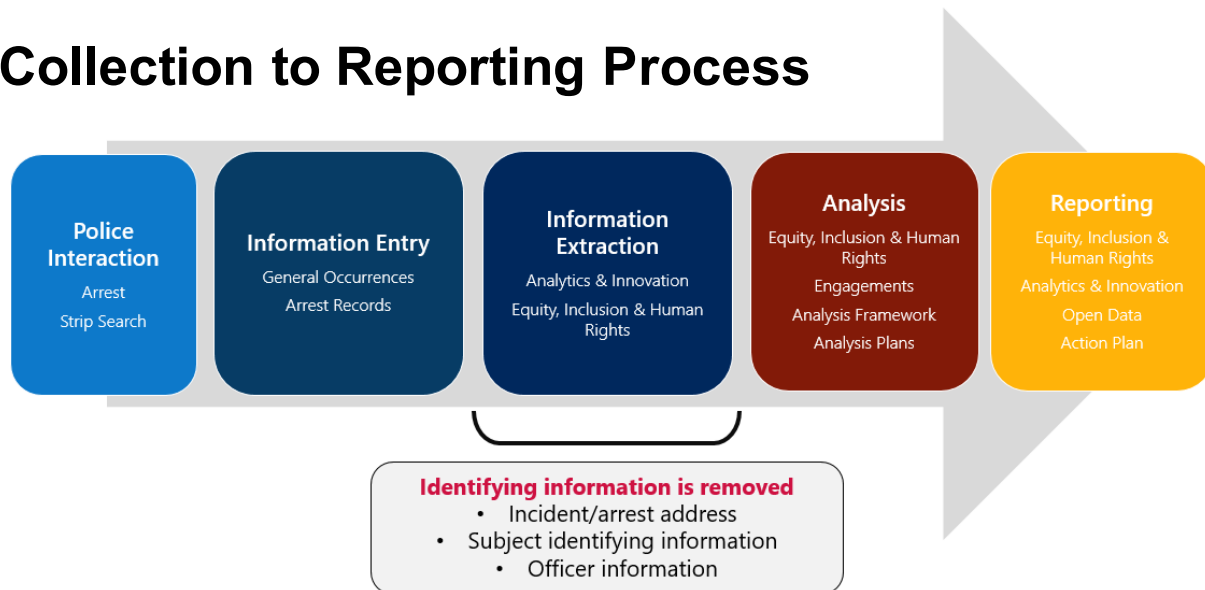 Collection to Reporting Process
Police
Interaction
Arrest
Strip Search
Information Entry
General Occurrences
Arrest Records
Information
Extraction
Analytics & Innovation
Equity, Inclusion & Human
Rights
Analysis
Equity, Inclusion & Human
Rights
Engagements
Analysis Framework
Analysis Plans
Reporting
Equity, Inclusion &
Human Rights
Analytics & Innovation
Open Data
Action Plan
Identifying information is removed
• Incident/arrest address
• Subject identifying information
• Officer information